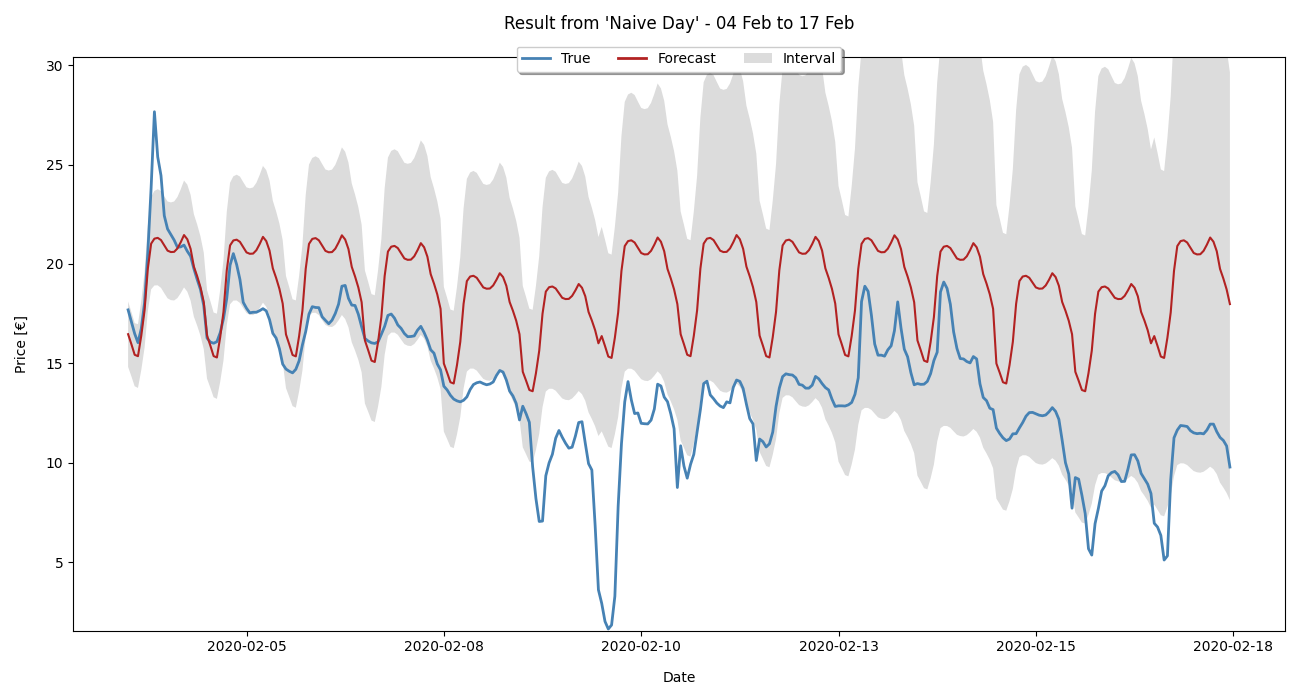 Result from 'Naive Day' - 04 Feb to 17 Feb
True Forecast Interval
30
25
20
15
10
5
Price [€]
2020-02-05 2020-02-08 2020-02-10 2020-02-13 2020-02-15 2020-02-18
Date